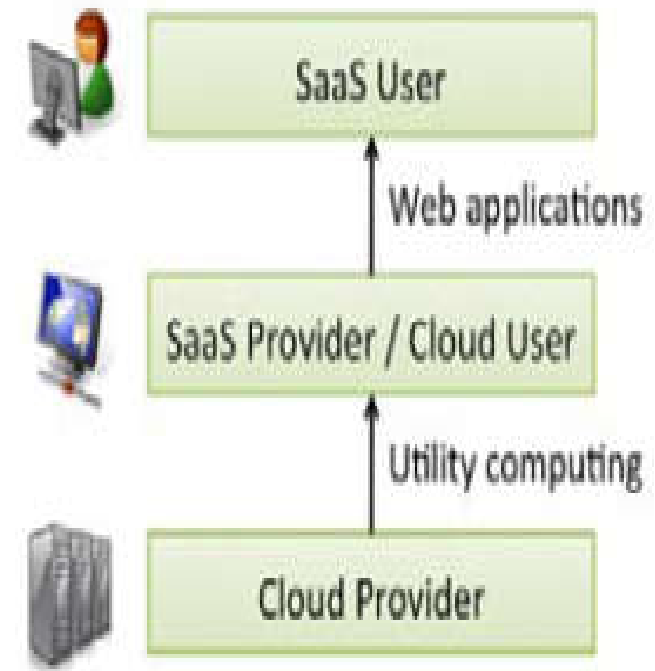 SaaS User
Web applications
SaaS Provider / Cloud User
Utility computing
Cloud Provider